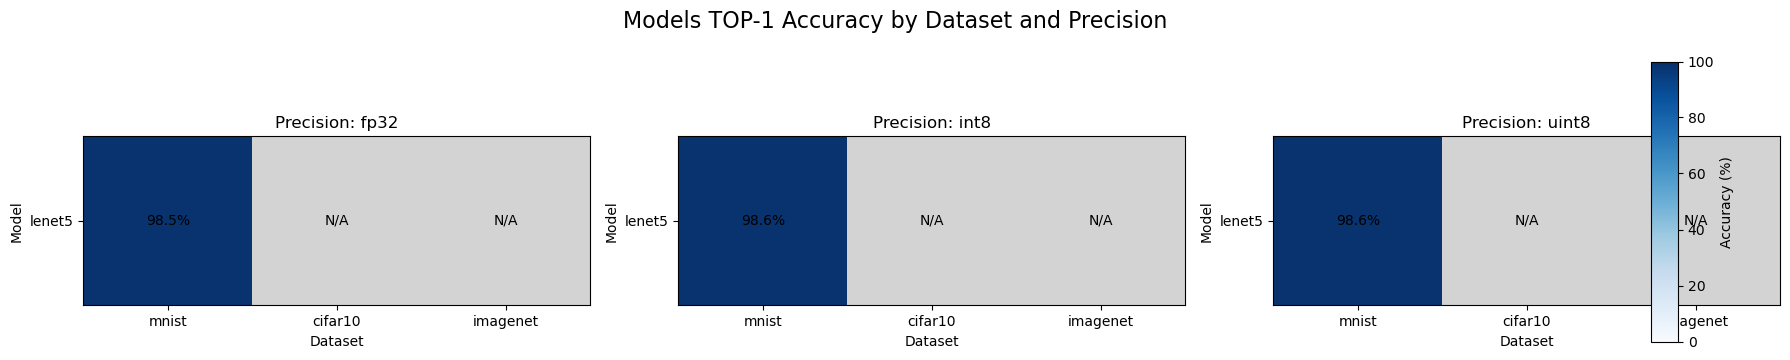 Models TOP-1 Accuracy by Dataset and Precision
Precision: fp32
Model
lenet5
98.5%
N/A
N/A
mnist
cifar10
imagenet
Dataset
Precision: int8
Model
lenet5
98.6%
N/A
N/A
mnist
cifar10
imagenet
Dataset
Precision: uint8
Model
lenet5
98.6%
N/A
N/A
mnist
cifar10
agenet
Dataset
100
80
60
40
20
0
Accuracy (%)